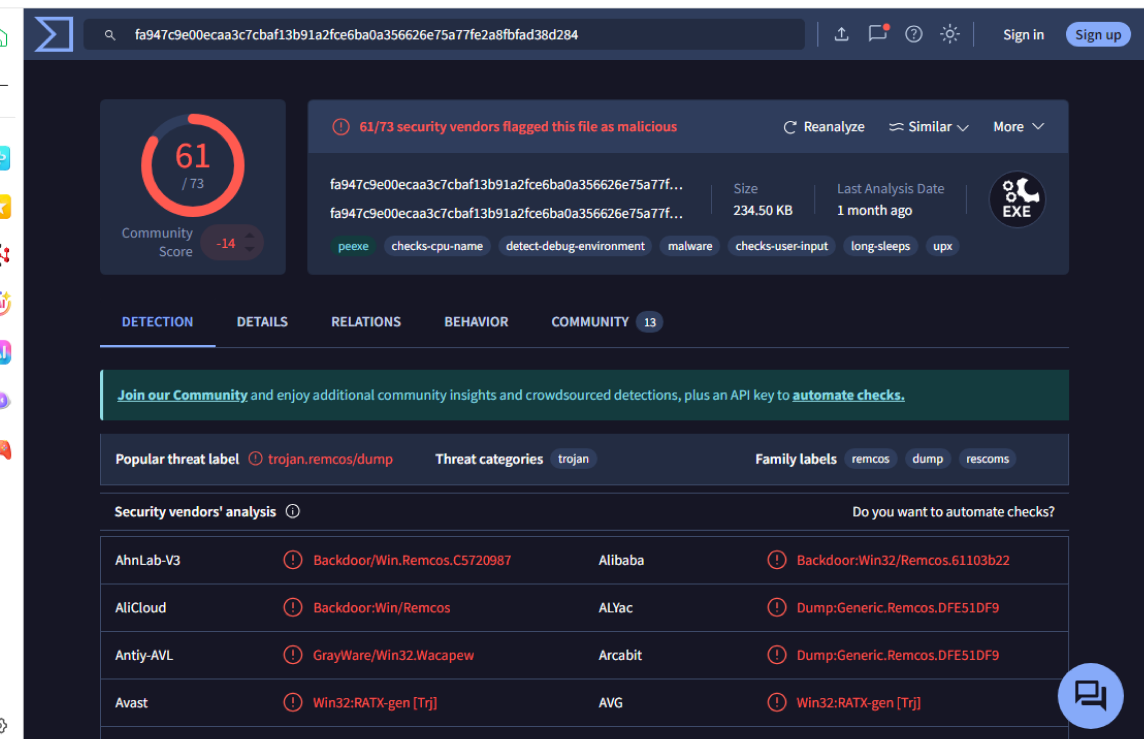 fa947c9e00ecaa3c7cbaf13b91a2fce6ba0a356626e75a77fe2a8fbfad38d284
Sign in
Sign up
61
/ 73
Community
Score
-14
61/73 security vendors flagged this file as malicious
Reanalyze
Similar
More
fa947c9e00ecaa3c7cbaf13b91a2fce6ba0a356626e75a77f...
fa947c9e00ecaa3c7cbaf13b91a2fce6ba0a356626e75a77f...
Size
234.50 KB
Last Analysis Date
1 month ago
EXE
peexe checks-cpu-name detect-debug-environment malware checks-user-input long-sleeps upx
DETECTION DETAILS RELATIONS BEHAVIOR COMMUNITY 13
Join our Community and enjoy additional community insights and crowdsourced detections, plus an API key to automate checks.
Popular threat label trojan.remcos/dump Threat categories trojan Family labels remcos dump rescoms
Security vendors' analysis Do you want to automate checks?
AhnLab-V3 Backdoor/Win.Remcos.C5720987 Alibaba Backdoor:Win32/Remcos.61103b22
AliCloud Backdoor:Win/Remcos ALYac Dump:Generic.Remcos.DFE51DF9
Antiy-AVL GrayWare/Win32.Wacapew Arcabit Dump:Generic.Remcos.DFE51DF9
Avast Win32:RATX-gen [Trj] AVG Win32:RATX-gen [Trj]